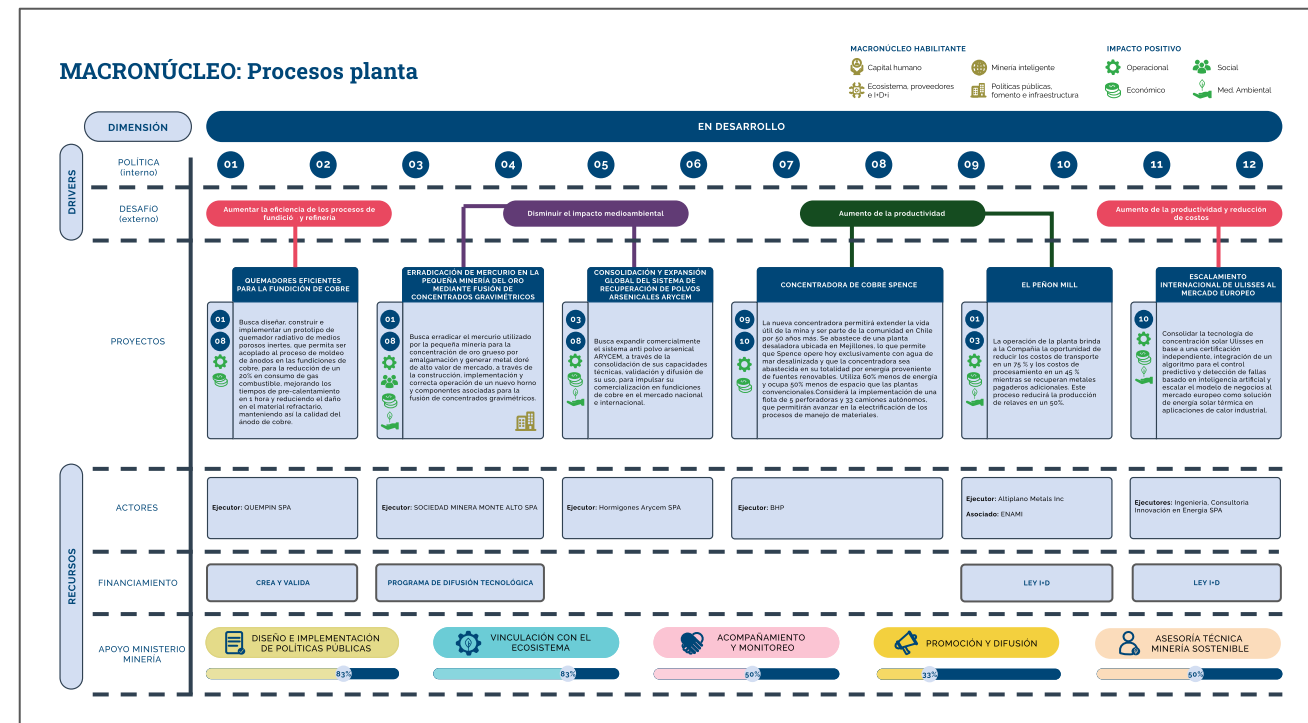 MACRONÚCLEO: Procesos planta
MACRONÚCLEO HABILITANTE
Capital humano
Minería inteligente
Ecosistema, proveedores
e I+D+i
Políticas públicas,
fomento e infraestructura
IMPACTO POSITIVO
Operacional
Social
Económico
Med. Ambiental
DIMENSIÓN
EN DESARROLLO
DRIVERS
POLÍTICA
(interno)
01
02
03
04
05
06
07
08
09
10
11
12
DESAFíO
(externo)
Aumentar la eficiencia de los procesos de
fundició y refinería
Disminuir el impacto medioambiental
Aumento de la productividad
Aumento de la productividad y reducción
de costos
PROYECTOS
QUEMADORES EFICIENTES
PARA LA FUNDICIÓN DE COBRE
01
08
Busca diseñar, construir e
implementar un prototipo de
quemador radiativo de medios
porosos inertes, que permita ser
acoplado al proceso de moldeo
de ánodos en las fundiciones de
cobre, para la reducción de un
20% en consumo de gas
combustible, mejorando los
tiempos de pre-calentamiento
en 1 hora y reduciendo el daño
en el material refractario,
manteniendo así la calidad del
ánodo de cobre.
ERRADICACIÓN DE MERCURIO EN LA
PEQUEÑA MINERÍA DEL ORO
MEDIANTE FUSIÓN DE
CONCENTRADOS GRAVIMÉTRICOS
01
08
Busca erradicar el mercurio utilizado
por la pequeña minería para la
concentración de oro grueso por
amalgamación y generar metal doré
de alto valor de mercado, a través de
la construcción, implementación y
correcta operación de un nuevo horno
y componentes asociadas para la
fusión de concentrados gravimétricos.
CONSOLIDACIÓN Y EXPANSIÓN
GLOBAL DEL SISTEMA DE
RECUPERACIÓN DE POLVOS
ARSENICALES ARYCEM
03
08
Busca expandir comercialmente
el sistema anti polvo arsenical
ARYCEM, a través de la
consolidación de sus capacidades
técnicas, validación y difusión de
su uso, para impulsar su
comercialización en fundiciones
de cobre en el mercado nacional
e internacional.
CONCENTRADORA DE COBRE SPENCE
09
10
La nueva concentradora permitirá extender la vida
útil de la mina y ser parte de la comunidad en Chile
por 50 años más. Se abastece de una planta
desaladora ubicada en Mejillones, lo que permite
que Spence opere hoy exclusivamente con agua de
mar desalinizada y que la concentradora sea
abastecida en su totalidad por energía proveniente
de fuentes renovables. Utiliza 60% menos de energía
y ocupa 50% menos de espacio que las plantas
convencionales.Considerá la implementación de una
flota de 5 perforadoras y 33 camiones autónomos,
que permitirán avanzar en la electrificación de los
procesos de manejo de materiales.
EL PEÑON MILL
01
03
La operación de la planta brinda
a la Compañía la oportunidad de
reducir los costos de transporte
en un 75 % y los costos de
procesamiento en un 45 %
mientras se recuperan metales
pagaderos adicionales. Este
proceso reducirá la producción
de relaves en un 50%.
ESCALAMIENTO
INTERNACIONAL DE ULISSES AL
MERCADO EUROPEO
10
Consolidar la tecnología de
concentración solar Ulisses en
base a una certificación
independiente, integración de un
algoritmo para el control
predictivo y detección de fallas
basado en inteligencia artificial y
escalar el modelo de negocios al
mercado europeo como solución
de energía solar térmica en
aplicaciones de calor industrial.
RECURSOS
ACTORES
Ejecutor: QUEMPIN SPA
Ejecutor: SOCIEDAD MINERA MONTE ALTO SPA
Ejecutor: Hormigones Arycem SPA
Ejecutor: BHP
Ejecutor: Altiplano Metals Inc
Asociado: ENAMI
Ejecutores: Ingeniería, Consultoria
Innovación en Energía SPA
FINANCIAMIENTO
CREA Y VALIDA
PROGRAMA DE DIFUSIÓN TECNOLÓGICA
LEY I+D
LEY I+D
APOYO MINISTERIO
MINERÍA
DISEÑO E IMPLEMENTACIÓN
DE POLÍTICAS PÚBLICAS
83%
VINCULACIÓN CON EL
ECOSISTEMA
83%
ACOMPAÑAMIENTO
Y MONITOREO
50%
PROMOCIÓN Y DIFUSIÓN
33%
ASESORÍA TÉCNICA
MINERÍA SOSTENIBLE
50%